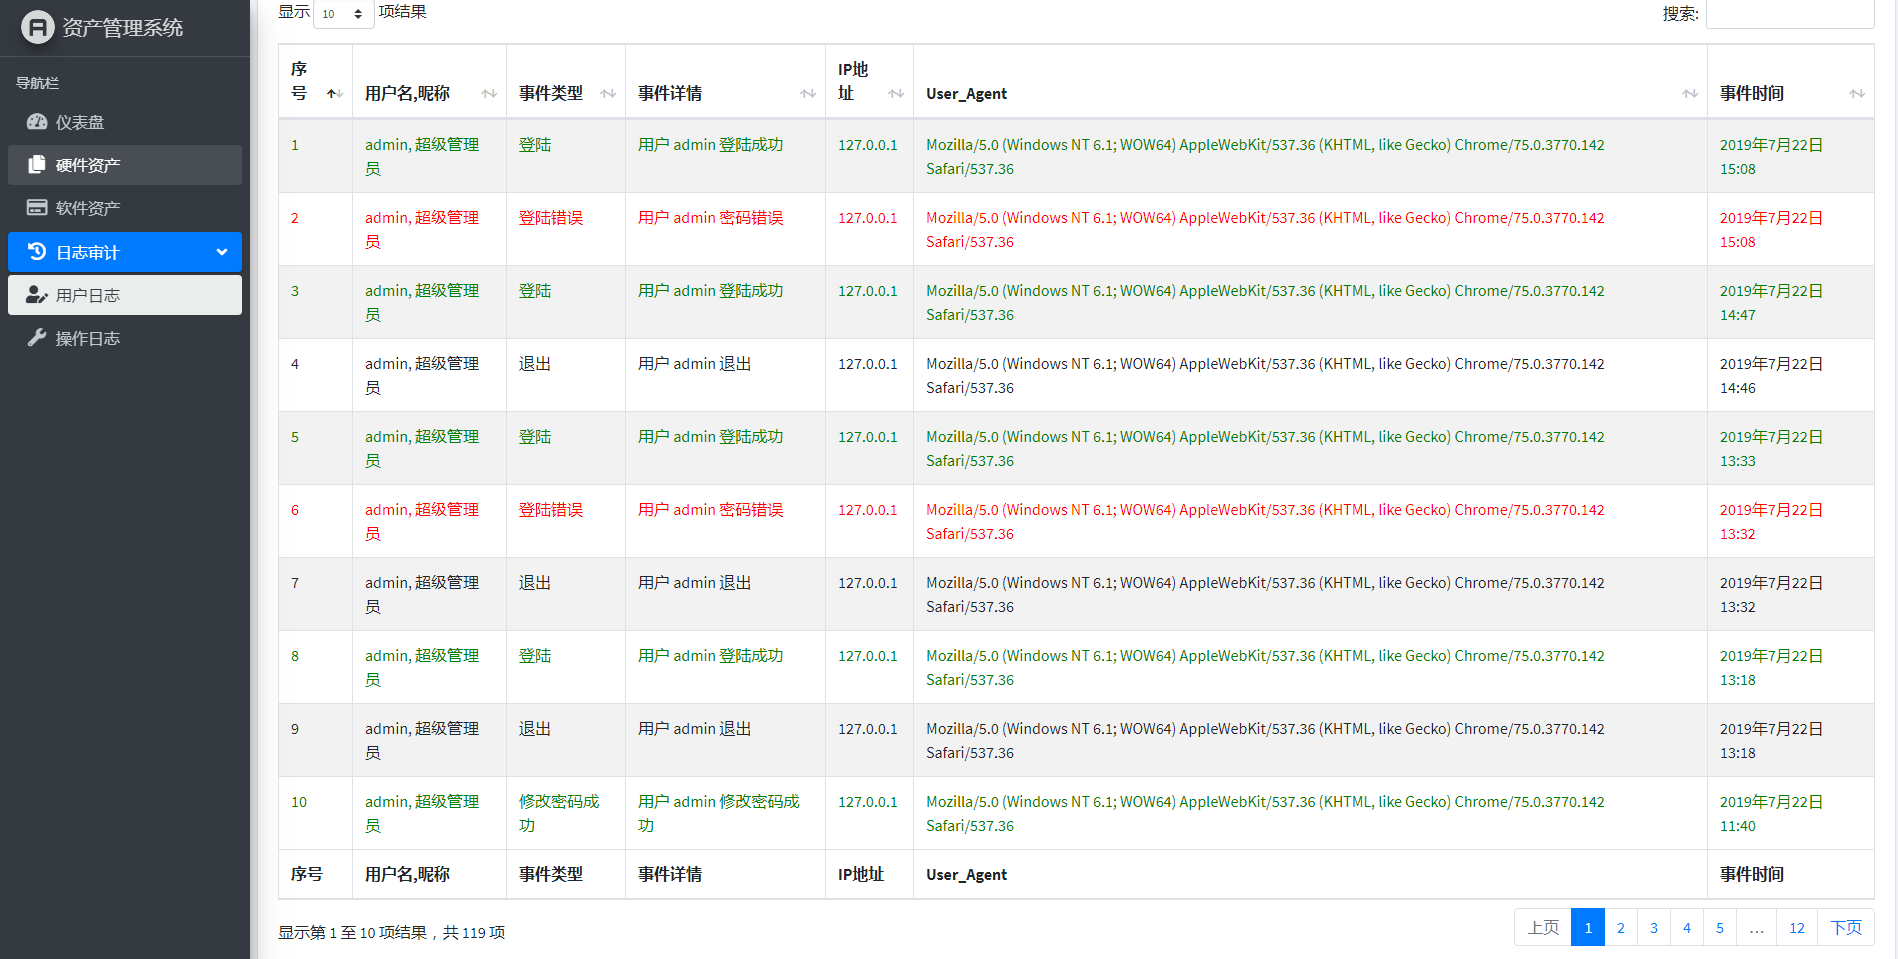 资产管理系统
导航栏
仪表盘
硬件资产
软件资产
日志审计
用户日志
操作日志
显示 10 项结果
搜索:
序号 用户名,昵称 事件类型 事件详情 IP地址 User_Agent 事件时间
1 admin, 超级管理员 登陆 用户 admin 登陆成功 127.0.0.1 Mozilla/5.0 (Windows NT 6.1; WOW64) AppleWebKit/537.36 (KHTML, like Gecko) Chrome/75.0.3770.142 Safari/537.36 2019年7月22日 15:08
2 admin, 超级管理员 登陆错误 用户 admin 密码错误 127.0.0.1 Mozilla/5.0 (Windows NT 6.1; WOW64) AppleWebKit/537.36 (KHTML, like Gecko) Chrome/75.0.3770.142 Safari/537.36 2019年7月22日 15:08
3 admin, 超级管理员 登陆 用户 admin 登陆成功 127.0.0.1 Mozilla/5.0 (Windows NT 6.1; WOW64) AppleWebKit/537.36 (KHTML, like Gecko) Chrome/75.0.3770.142 Safari/537.36 2019年7月22日 14:47
4 admin, 超级管理员 退出 用户 admin 退出 127.0.0.1 Mozilla/5.0 (Windows NT 6.1; WOW64) AppleWebKit/537.36 (KHTML, like Gecko) Chrome/75.0.3770.142 Safari/537.36 2019年7月22日 14:46
5 admin, 超级管理员 登陆 用户 admin 登陆成功 127.0.0.1 Mozilla/5.0 (Windows NT 6.1; WOW64) AppleWebKit/537.36 (KHTML, like Gecko) Chrome/75.0.3770.142 Safari/537.36 2019年7月22日 13:33
6 admin, 超级管理员 登陆错误 用户 admin 密码错误 127.0.0.1 Mozilla/5.0 (Windows NT 6.1; WOW64) AppleWebKit/537.36 (KHTML, like Gecko) Chrome/75.0.3770.142 Safari/537.36 2019年7月22日 13:32
7 admin, 超级管理员 退出 用户 admin 退出 127.0.0.1 Mozilla/5.0 (Windows NT 6.1; WOW64) AppleWebKit/537.36 (KHTML, like Gecko) Chrome/75.0.3770.142 Safari/537.36 2019年7月22日 13:32
8 admin, 超级管理员 登陆 用户 admin 登陆成功 127.0.0.1 Mozilla/5.0 (Windows NT 6.1; WOW64) AppleWebKit/537.36 (KHTML, like Gecko) Chrome/75.0.3770.142 Safari/537.36 2019年7月22日 13:18
9 admin, 超级管理员 退出 用户 admin 退出 127.0.0.1 Mozilla/5.0 (Windows NT 6.1; WOW64) AppleWebKit/537.36 (KHTML, like Gecko) Chrome/75.0.3770.142 Safari/537.36 2019年7月22日 13:18
10 admin, 超级管理员 修改密码成功 用户 admin 修改密码成功 127.0.0.1 Mozilla/5.0 (Windows NT 6.1; WOW64) AppleWebKit/537.36 (KHTML, like Gecko) Chrome/75.0.3770.142 Safari/537.36 2019年7月22日 11:40
序号 用户名,昵称 事件类型 事件详情 IP地址 User_Agent 事件时间
显示第 1 至 10 项结果，共 119 项
上页 1 2 3 4 5 … 12 下页